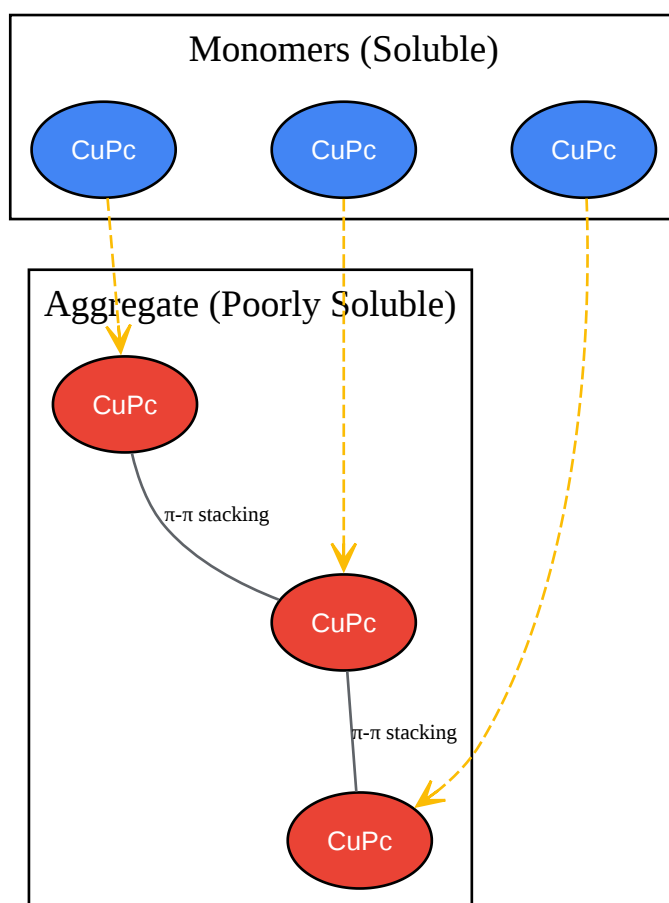 Monomers (Soluble)
CuPc CuPc CuPc
Aggregate (Poorly Soluble)
CuPc
π-π stacking
CuPc
π-π stacking
CuPc